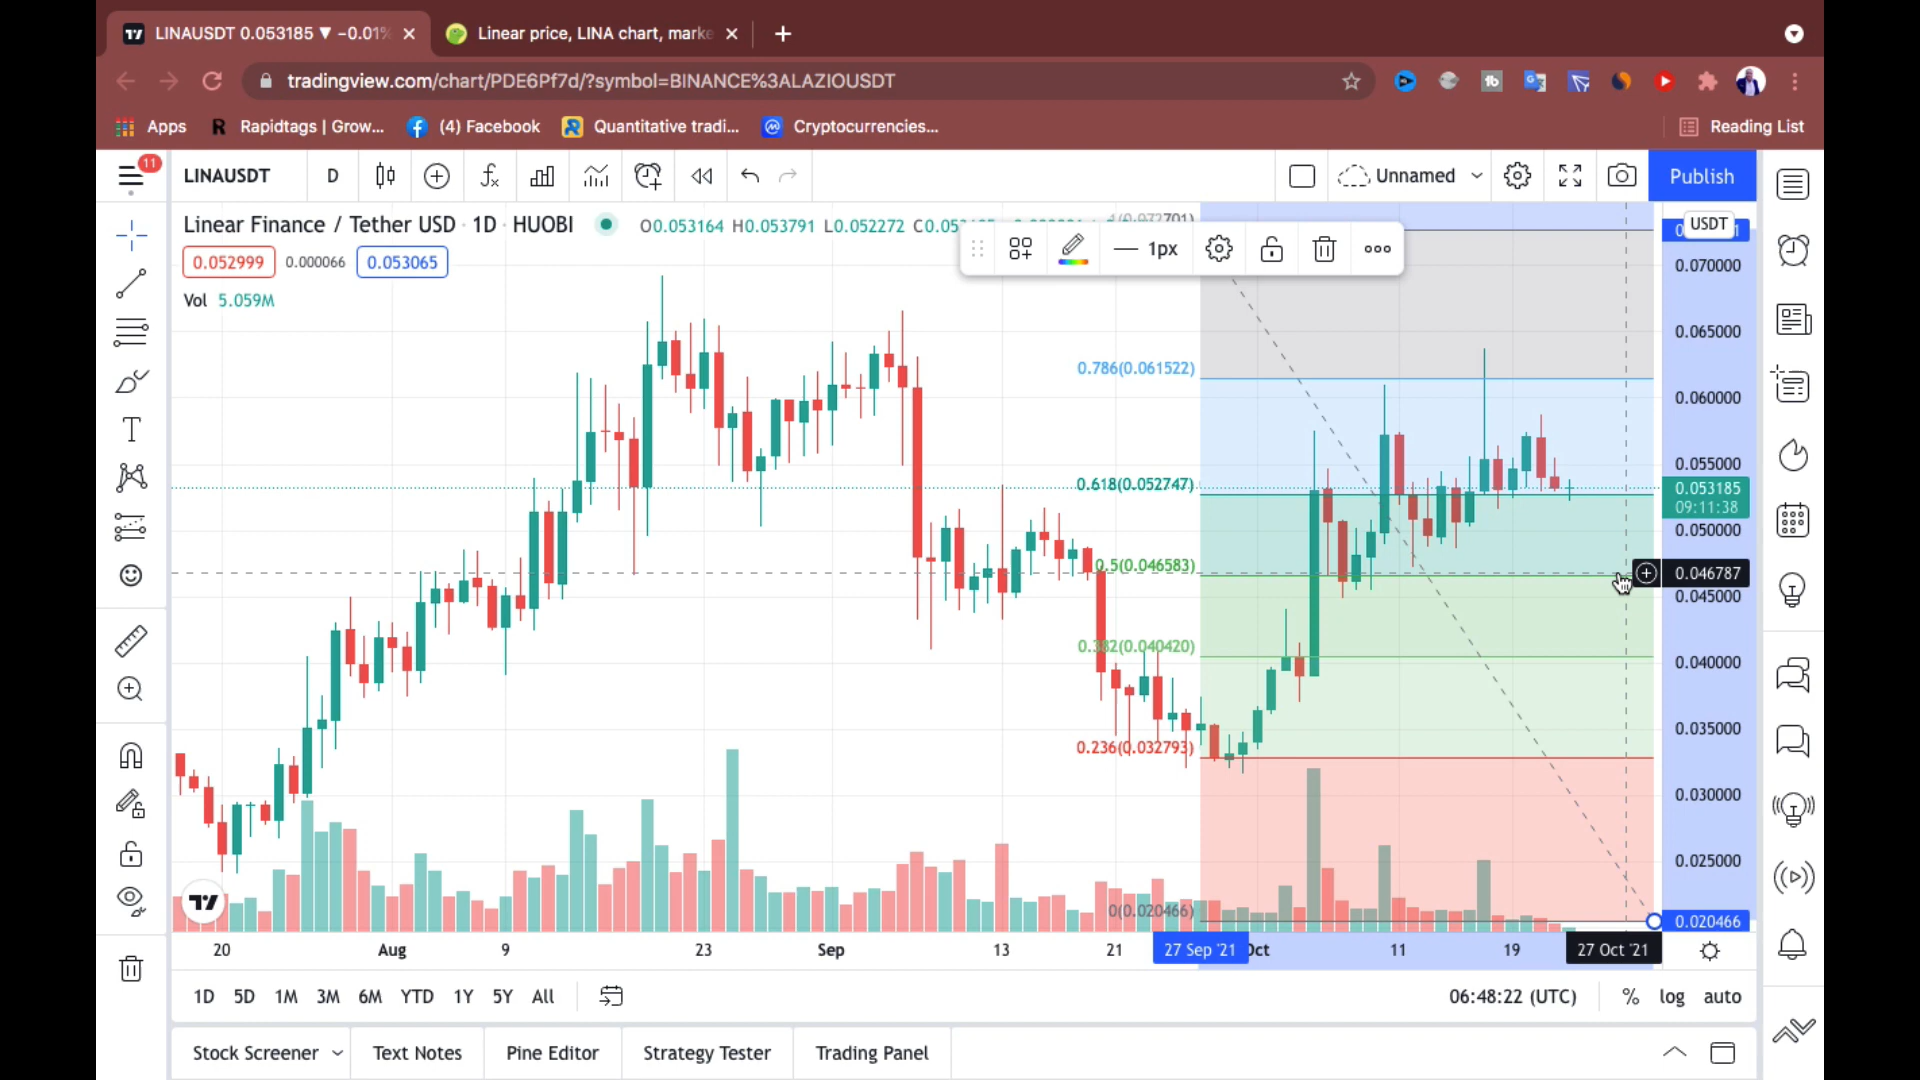 LINAUSDT 0.053185 ▼ −0.01%
Linear price, LINA chart, marke
tradingview.com/chart/PDE6Pf7d/?symbol=BINANCE%3ALAZIOUSDT
Apps
R Rapidtags | Grow...
(4) Facebook
Quantitative tradi...
Cryptocurrencies...
Reading List
11
LINAUSDT
D
Unnamed
Publish
Linear Finance / Tether USD · 1D · HUOBI
O0.053164 H0.053791 L0.052272
1px
USDT
0.052999
0.000066
0.053065
Vol 5.059M
0.786(0.061522)
0.618(0.052747)
0.5(0.046583)
0.382(0.040420)
0.236(0.032793)
0(0.020466)
0.070000
0.065000
0.060000
0.055000
0.053185
09:11:38
0.050000
0.046787
0.045000
0.040000
0.035000
0.030000
0.025000
0.020466
20
Aug
9
23
Sep
13
21
27 Sep '21
Oct
11
19
27 Oct '21
1D 5D 1M 3M 6M YTD 1Y 5Y All
06:48:22 (UTC)
% log auto
Stock Screener
Text Notes
Pine Editor
Strategy Tester
Trading Panel